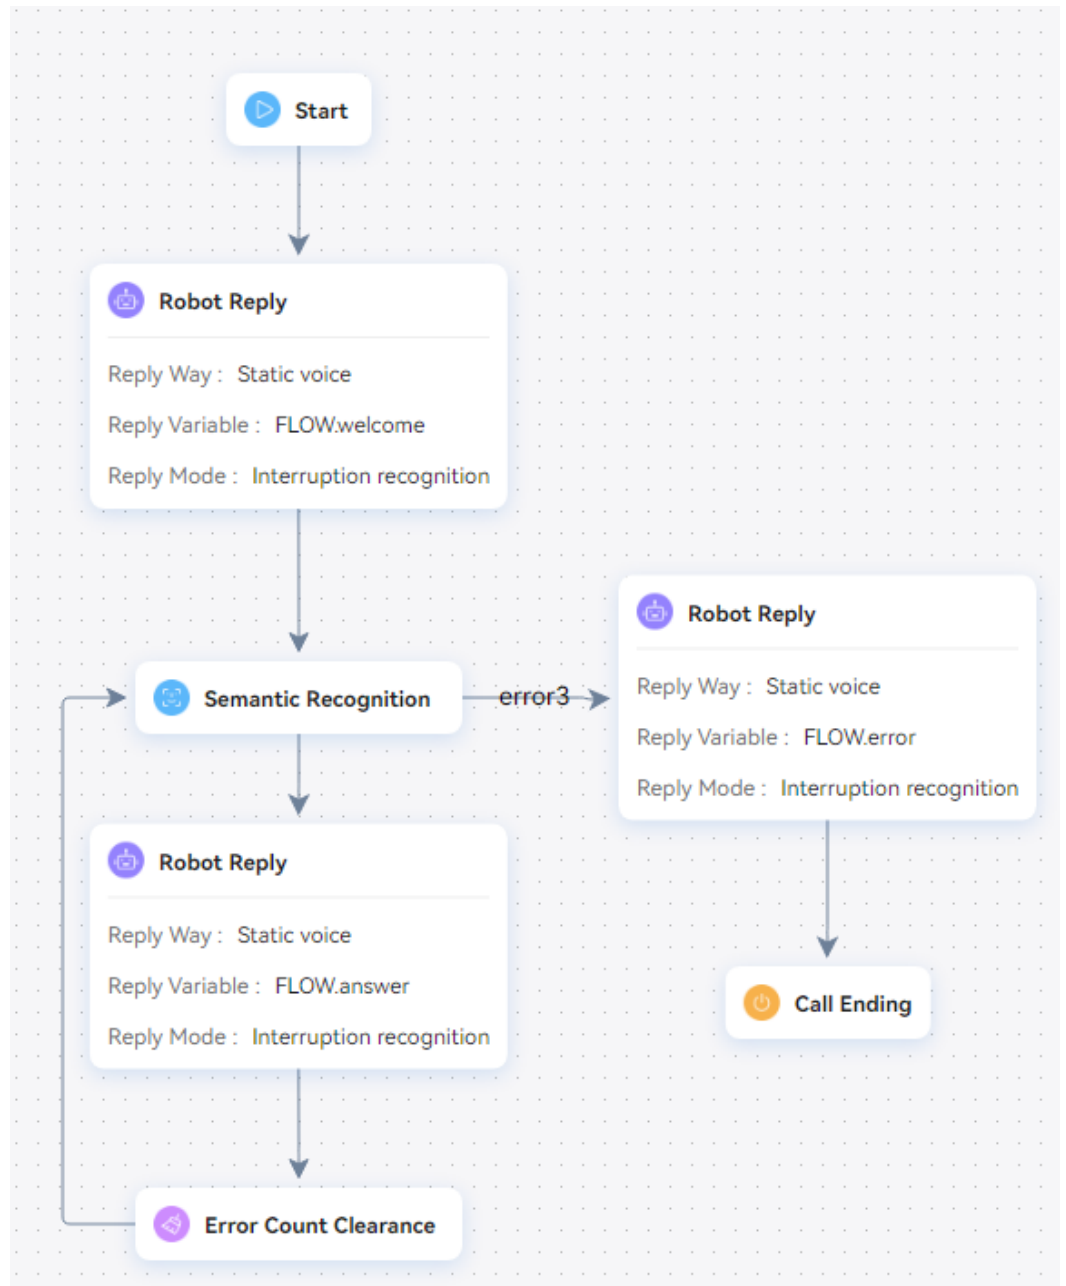 Start
Robot Reply
Reply Way : Static voice
Reply Variable : FLOW.welcome
Reply Mode : Interruption recognition
Semantic Recognition
error3
Robot Reply
Reply Way : Static voice
Reply Variable : FLOW.error
Reply Mode : Interruption recognition
Robot Reply
Reply Way : Static voice
Reply Variable : FLOW.answer
Reply Mode : Interruption recognition
Call Ending
Error Count Clearance